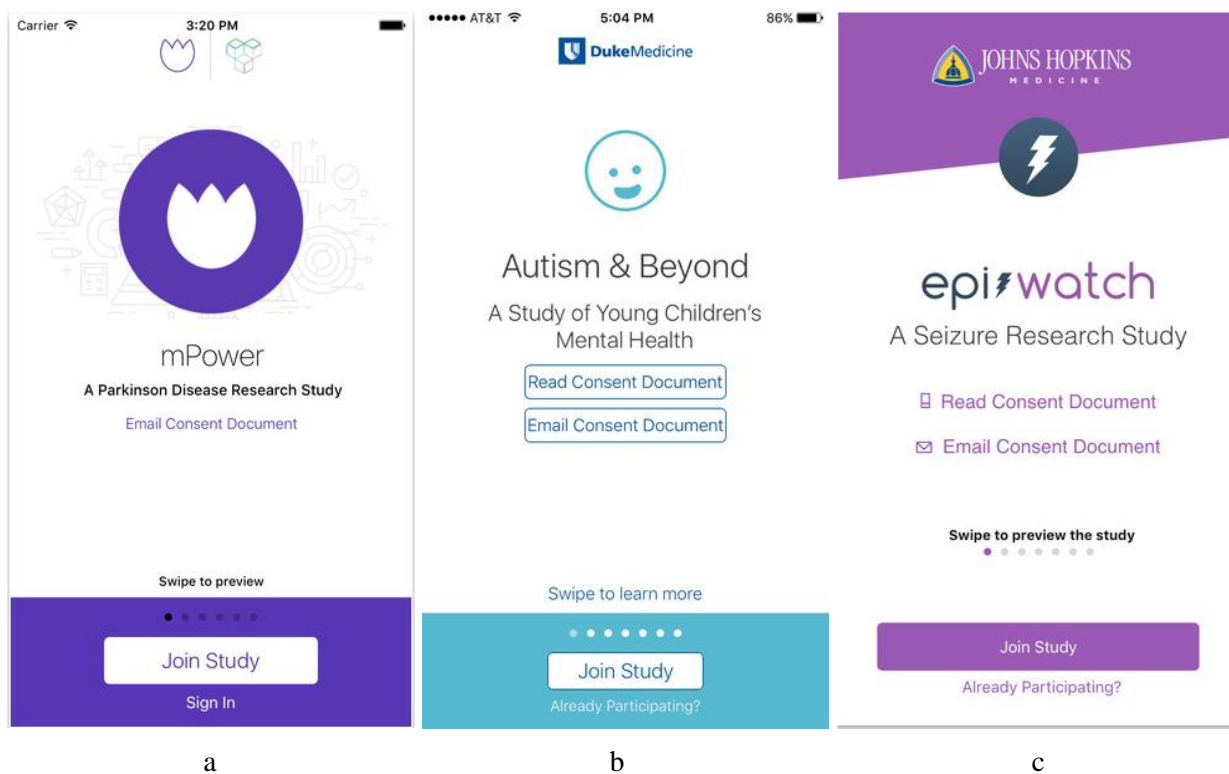 Carrier
3:20 PM
mPower
A Parkinson Disease Research Study
Email Consent Document
Swipe to preview
Join Study
Sign In
a
AT&T
5:04 PM
86%
DukeMedicine
Autism & Beyond
A Study of Young Children's
Mental Health
Read Consent Document
Email Consent Document
Swipe to learn more
Join Study
Already Participating?
b
JOHNS HOPKINS
MEDICINE
epi watch
A Seizure Research Study
Read Consent Document
Email Consent Document
Swipe to preview the study
Join Study
Already Participating?
c